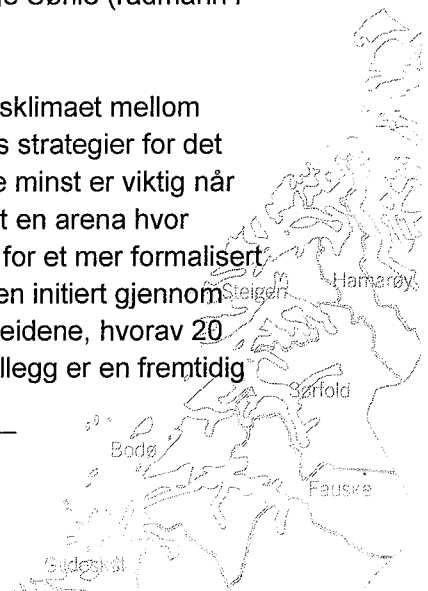 sklimaet mellom
s strategier for det
e minst er viktig når
t en arena hvor
for et mer formalisert
en initiert gjennom
eidene, hvorav 20
llegg er en fremtidig
Steigen
Hamarøy
Sørfold
Bodø
Fauske
Gildeskål